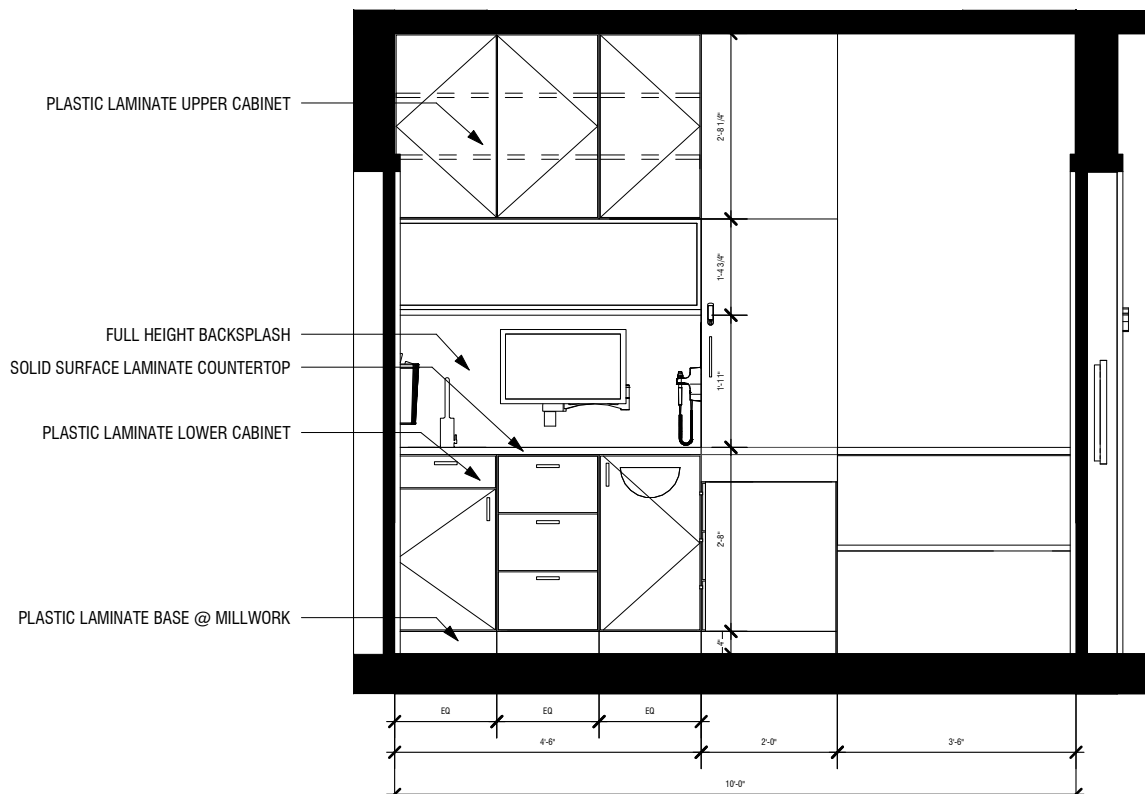 PLASTIC LAMINATE UPPER CABINET
2'-8 1/4"
1'-4 3/4"
FULL HEIGHT BACKSPLASH
SOLID SURFACE LAMINATE COUNTERTOP
1'-11"
PLASTIC LAMINATE LOWER CABINET
2'-8"
PLASTIC LAMINATE BASE @ MILLWORK
4"
EQ EQ EQ
4'-6" 2'-0" 3'-6"
10'-0"